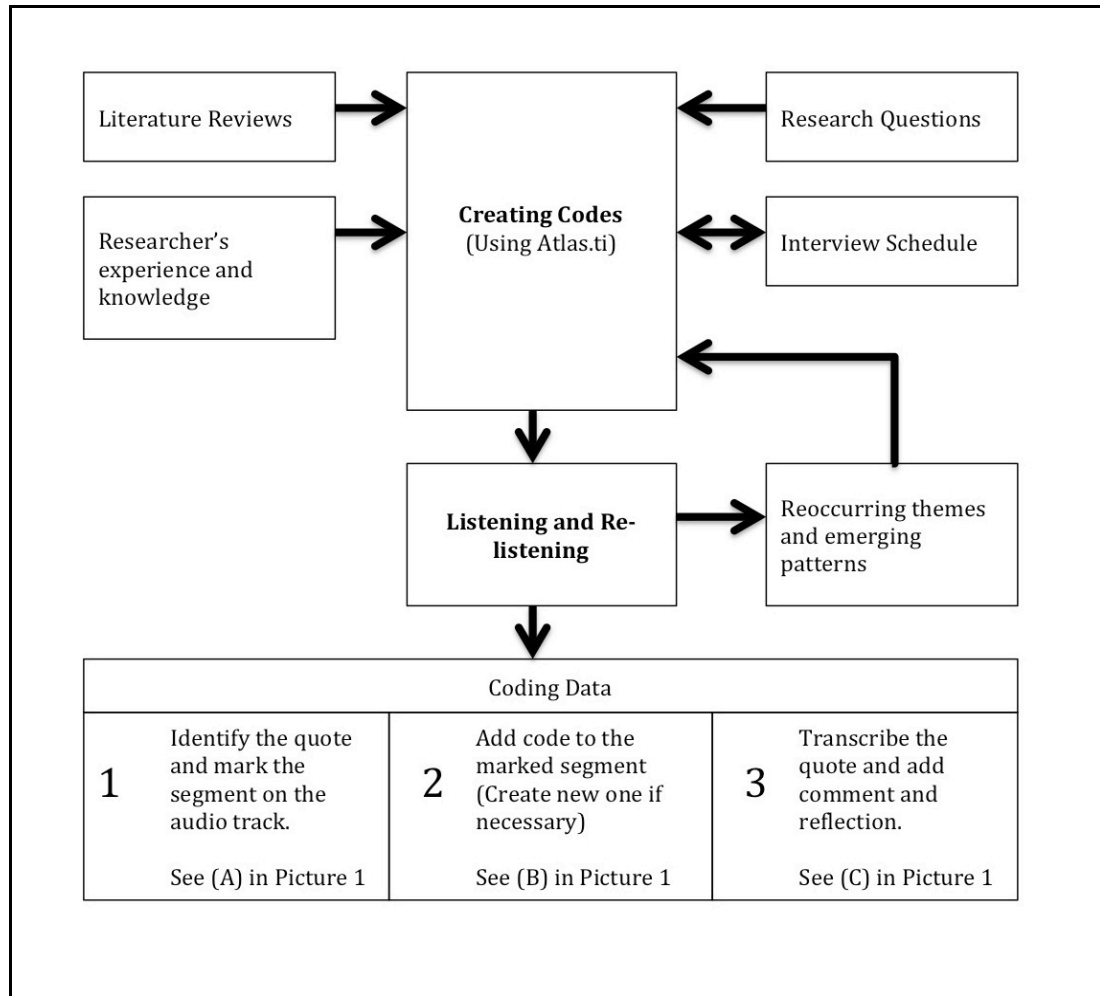 Literature Reviews
Research Questions
Creating Codes
(Using Atlas.ti)
Researcher’s
experience and
knowledge
Interview Schedule
Listening and Re-
listening
Reoccurring themes
and emerging
patterns
Coding Data
1
Identify the quote
and mark the
segment on the
audio track.
See (A) in Picture 1
2
Add code to the
marked segment
(Create new one if
necessary)
See (B) in Picture 1
3
Transcribe the
quote and add
comment and
reflection.
See (C) in Picture 1